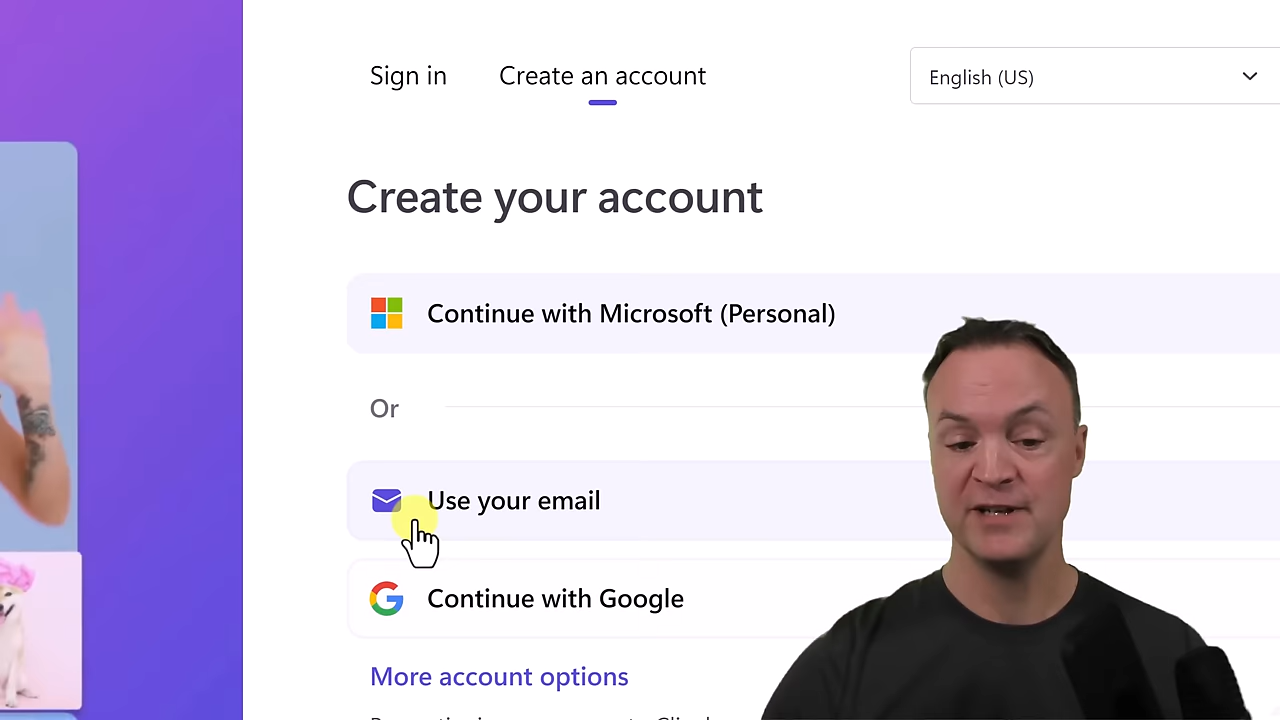 Sign in
Create an account
English (US)
Create your account
Continue with Microsoft (Personal)
Or
Use your email
Continue with Google
More account options